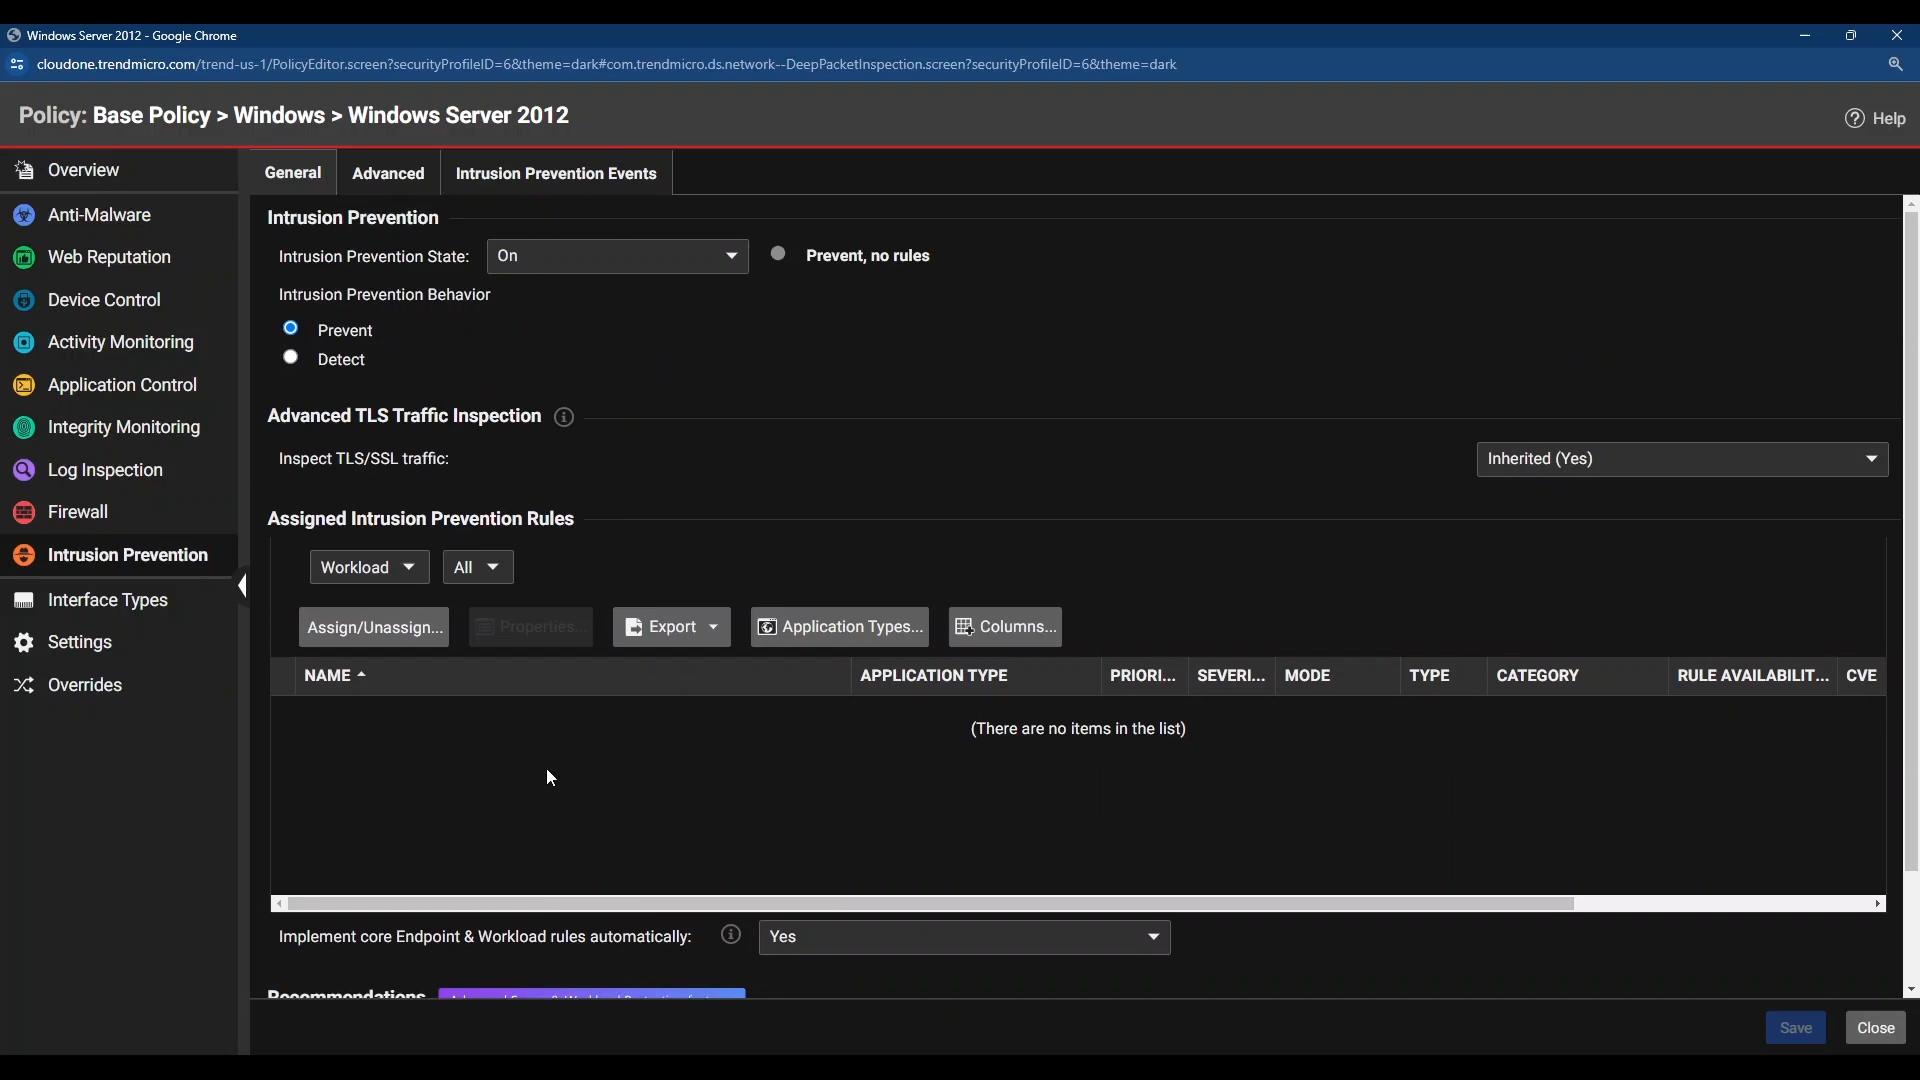 Windows Server 2012 - Google Chrome
cloudone.trendmicro.com/trend-us-1/PolicyEditor.screen?securityProfileID=6&theme=dark#com.trendmicro.ds.network--DeepPacketInspection.screen?securityProfileID=6&theme=dark
Policy: Base Policy > Windows > Windows Server 2012
Help
Overview
Anti-Malware
Web Reputation
Device Control
Activity Monitoring
Application Control
Integrity Monitoring
Log Inspection
Firewall
Intrusion Prevention
Interface Types
Settings
Overrides
General
Advanced
Intrusion Prevention Events
Intrusion Prevention
Intrusion Prevention State:
On
Prevent, no rules
Intrusion Prevention Behavior
Prevent
Detect
Advanced TLS Traffic Inspection
Inspect TLS/SSL traffic:
Inherited (Yes)
Assigned Intrusion Prevention Rules
Workload
All
Assign/Unassign...
Properties...
Export
Application Types...
Columns...
NAME
APPLICATION TYPE
PRIORI...
SEVERI...
MODE
TYPE
CATEGORY
RULE AVAILABILIT...
CVE
(There are no items in the list)
Implement core Endpoint & Workload rules automatically:
Yes
Recommendations
Save
Close